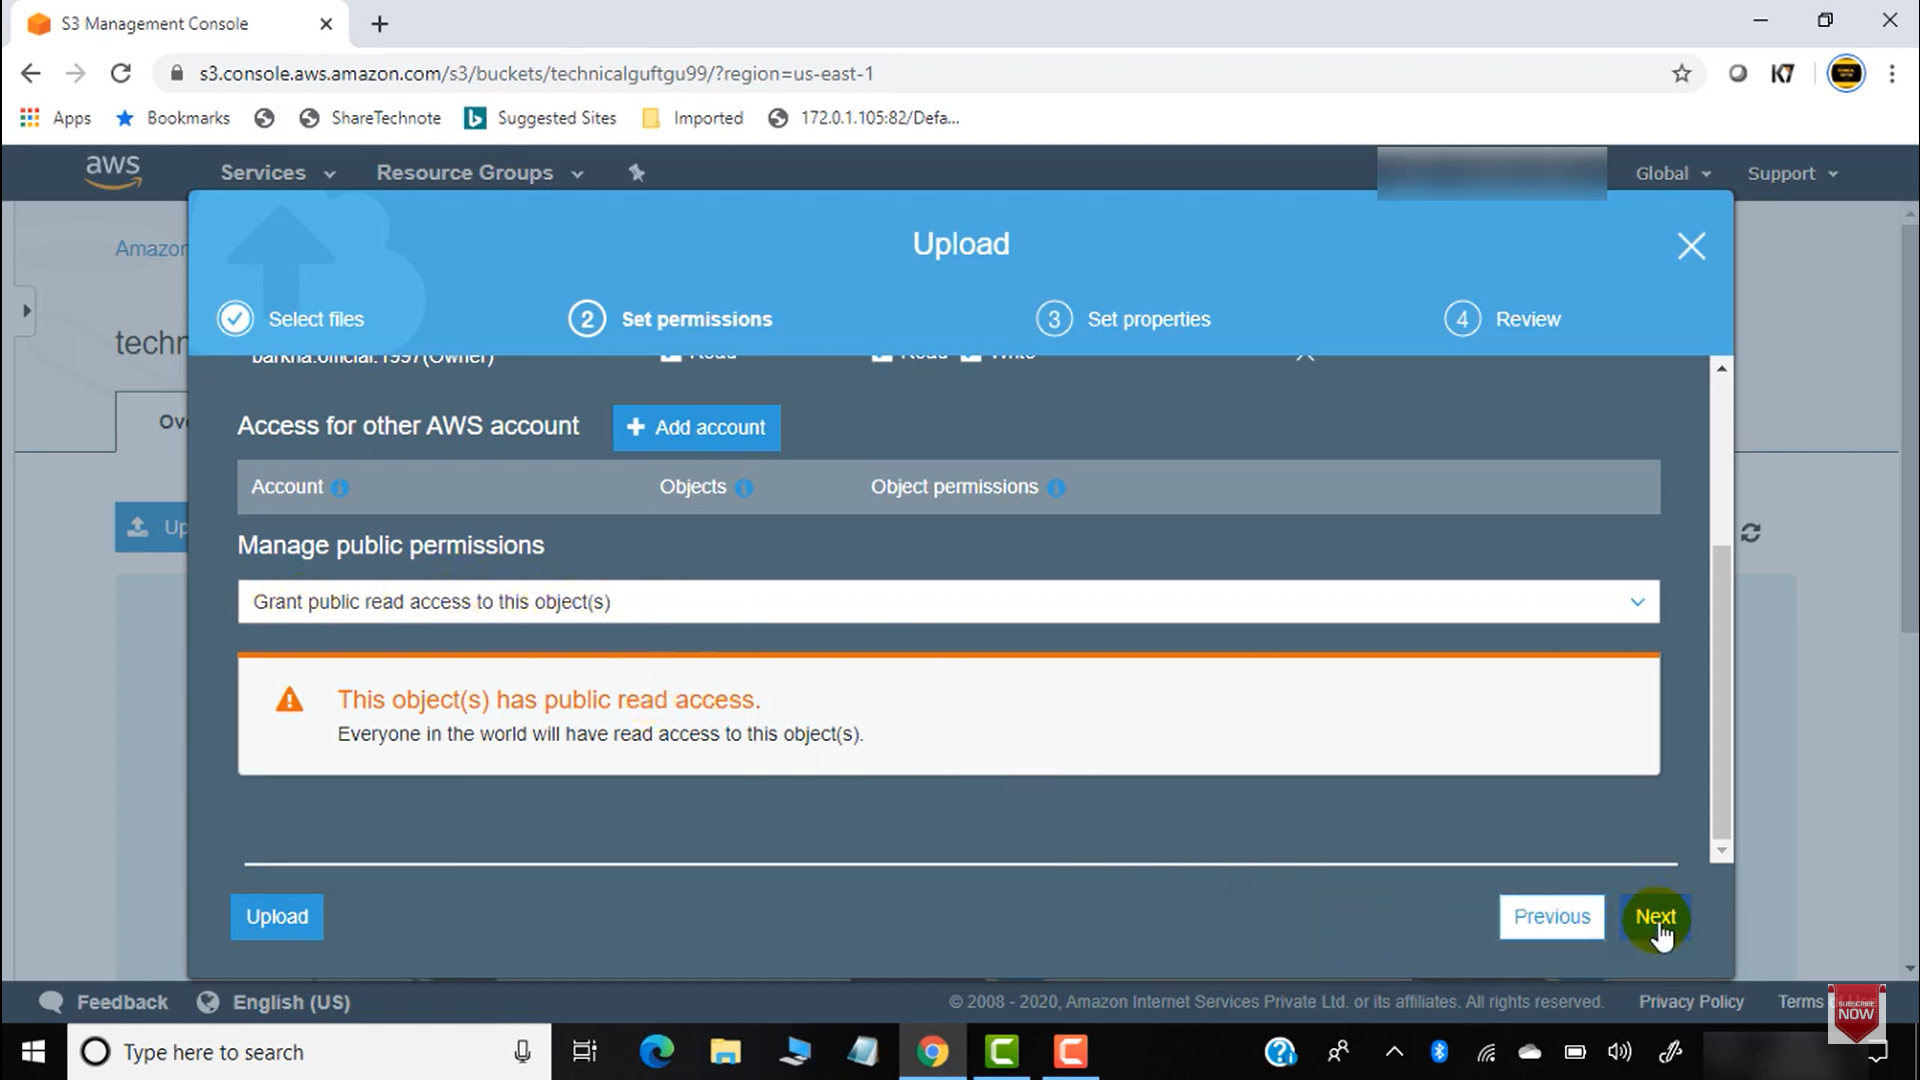 S3 Management Console
s3.console.aws.amazon.com/s3/buckets/technicalguftgu99/?region=us-east-1
K7
Apps
Bookmarks
ShareTechnote
Suggested Sites
Imported
172.0.1.105:82/Defa...
aws
Services
Resource Groups
Global
Support
Amazon
Upload
Select files
2 Set permissions
3 Set properties
4 Review
techn
barkha.official.1997(Owner)
Read
Read
Write
Access for other AWS account
Add account
Ove
Account
Objects
Object permissions
Up
Manage public permissions
Grant public read access to this object(s)
This object(s) has public read access.
Everyone in the world will have read access to this object(s).
Upload
Previous
Next
Feedback
English (US)
© 2008 - 2020, Amazon Internet Services Private Ltd. or its affiliates. All rights reserved.
Privacy Policy
Terms
SUBSCRIBE
NOW
Type here to search